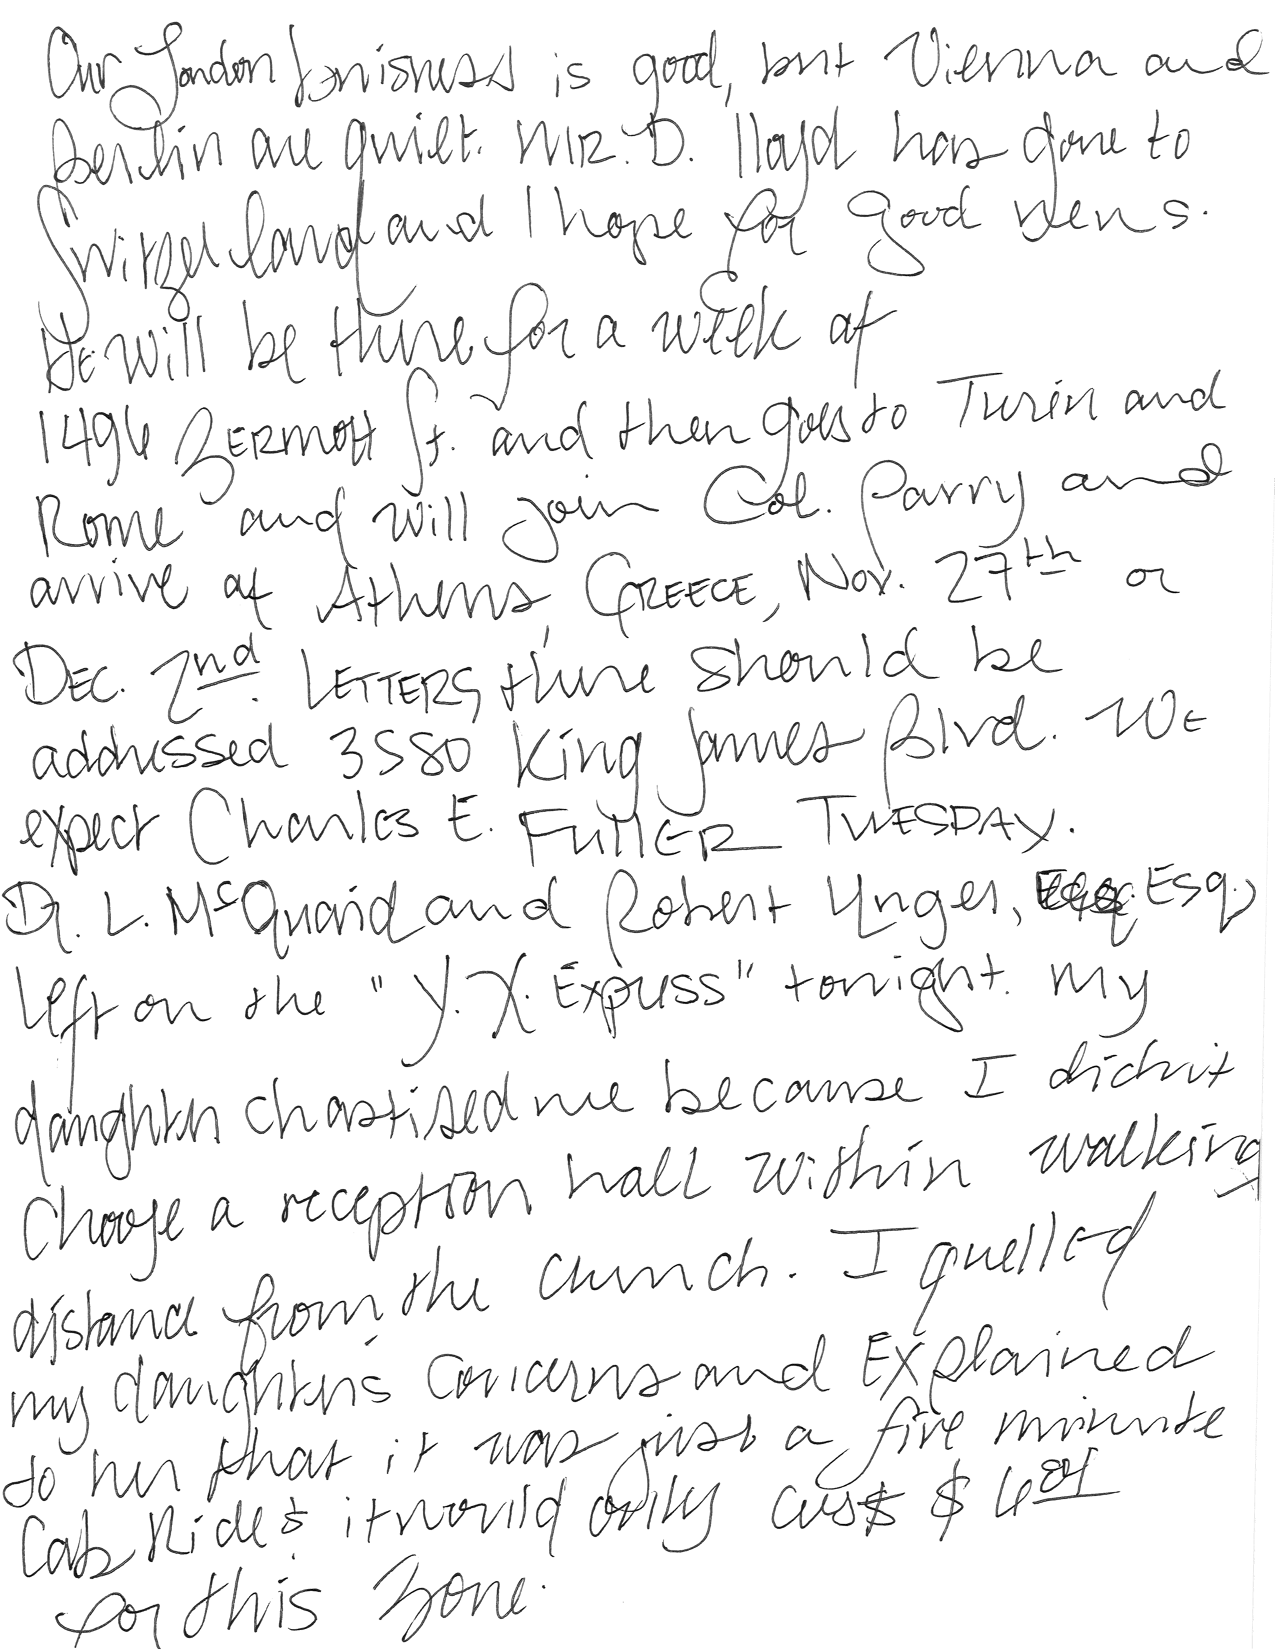 Our London business is good, but Vienna and
Berlin are quiet. MR. D. Lloyd has gone to
Switzerland and I hope for good news.
HE will be there for a week at
1496 ZERMOTT St. and then goes to Turin and
Rome and will join Col. Parry and
arrive at Athens, GREECE, Nov. 27th or
DEC. 2nd. LETTERS there should be
addressed 3580 King James Blvd. WE
expect Charles E. FULLER TUESDAY.
Dr. L. McQuaid and Robert Unger, Esq.,
left on the "Y. X. Express" tonight. My
daughter chastised me because I didn't
choose a reception hall within walking
distance from the church. I quelled
my daughter's concerns and Explained
to her that it was just a five minute
Cab Ride & it would only cost $ 6
for this zone.